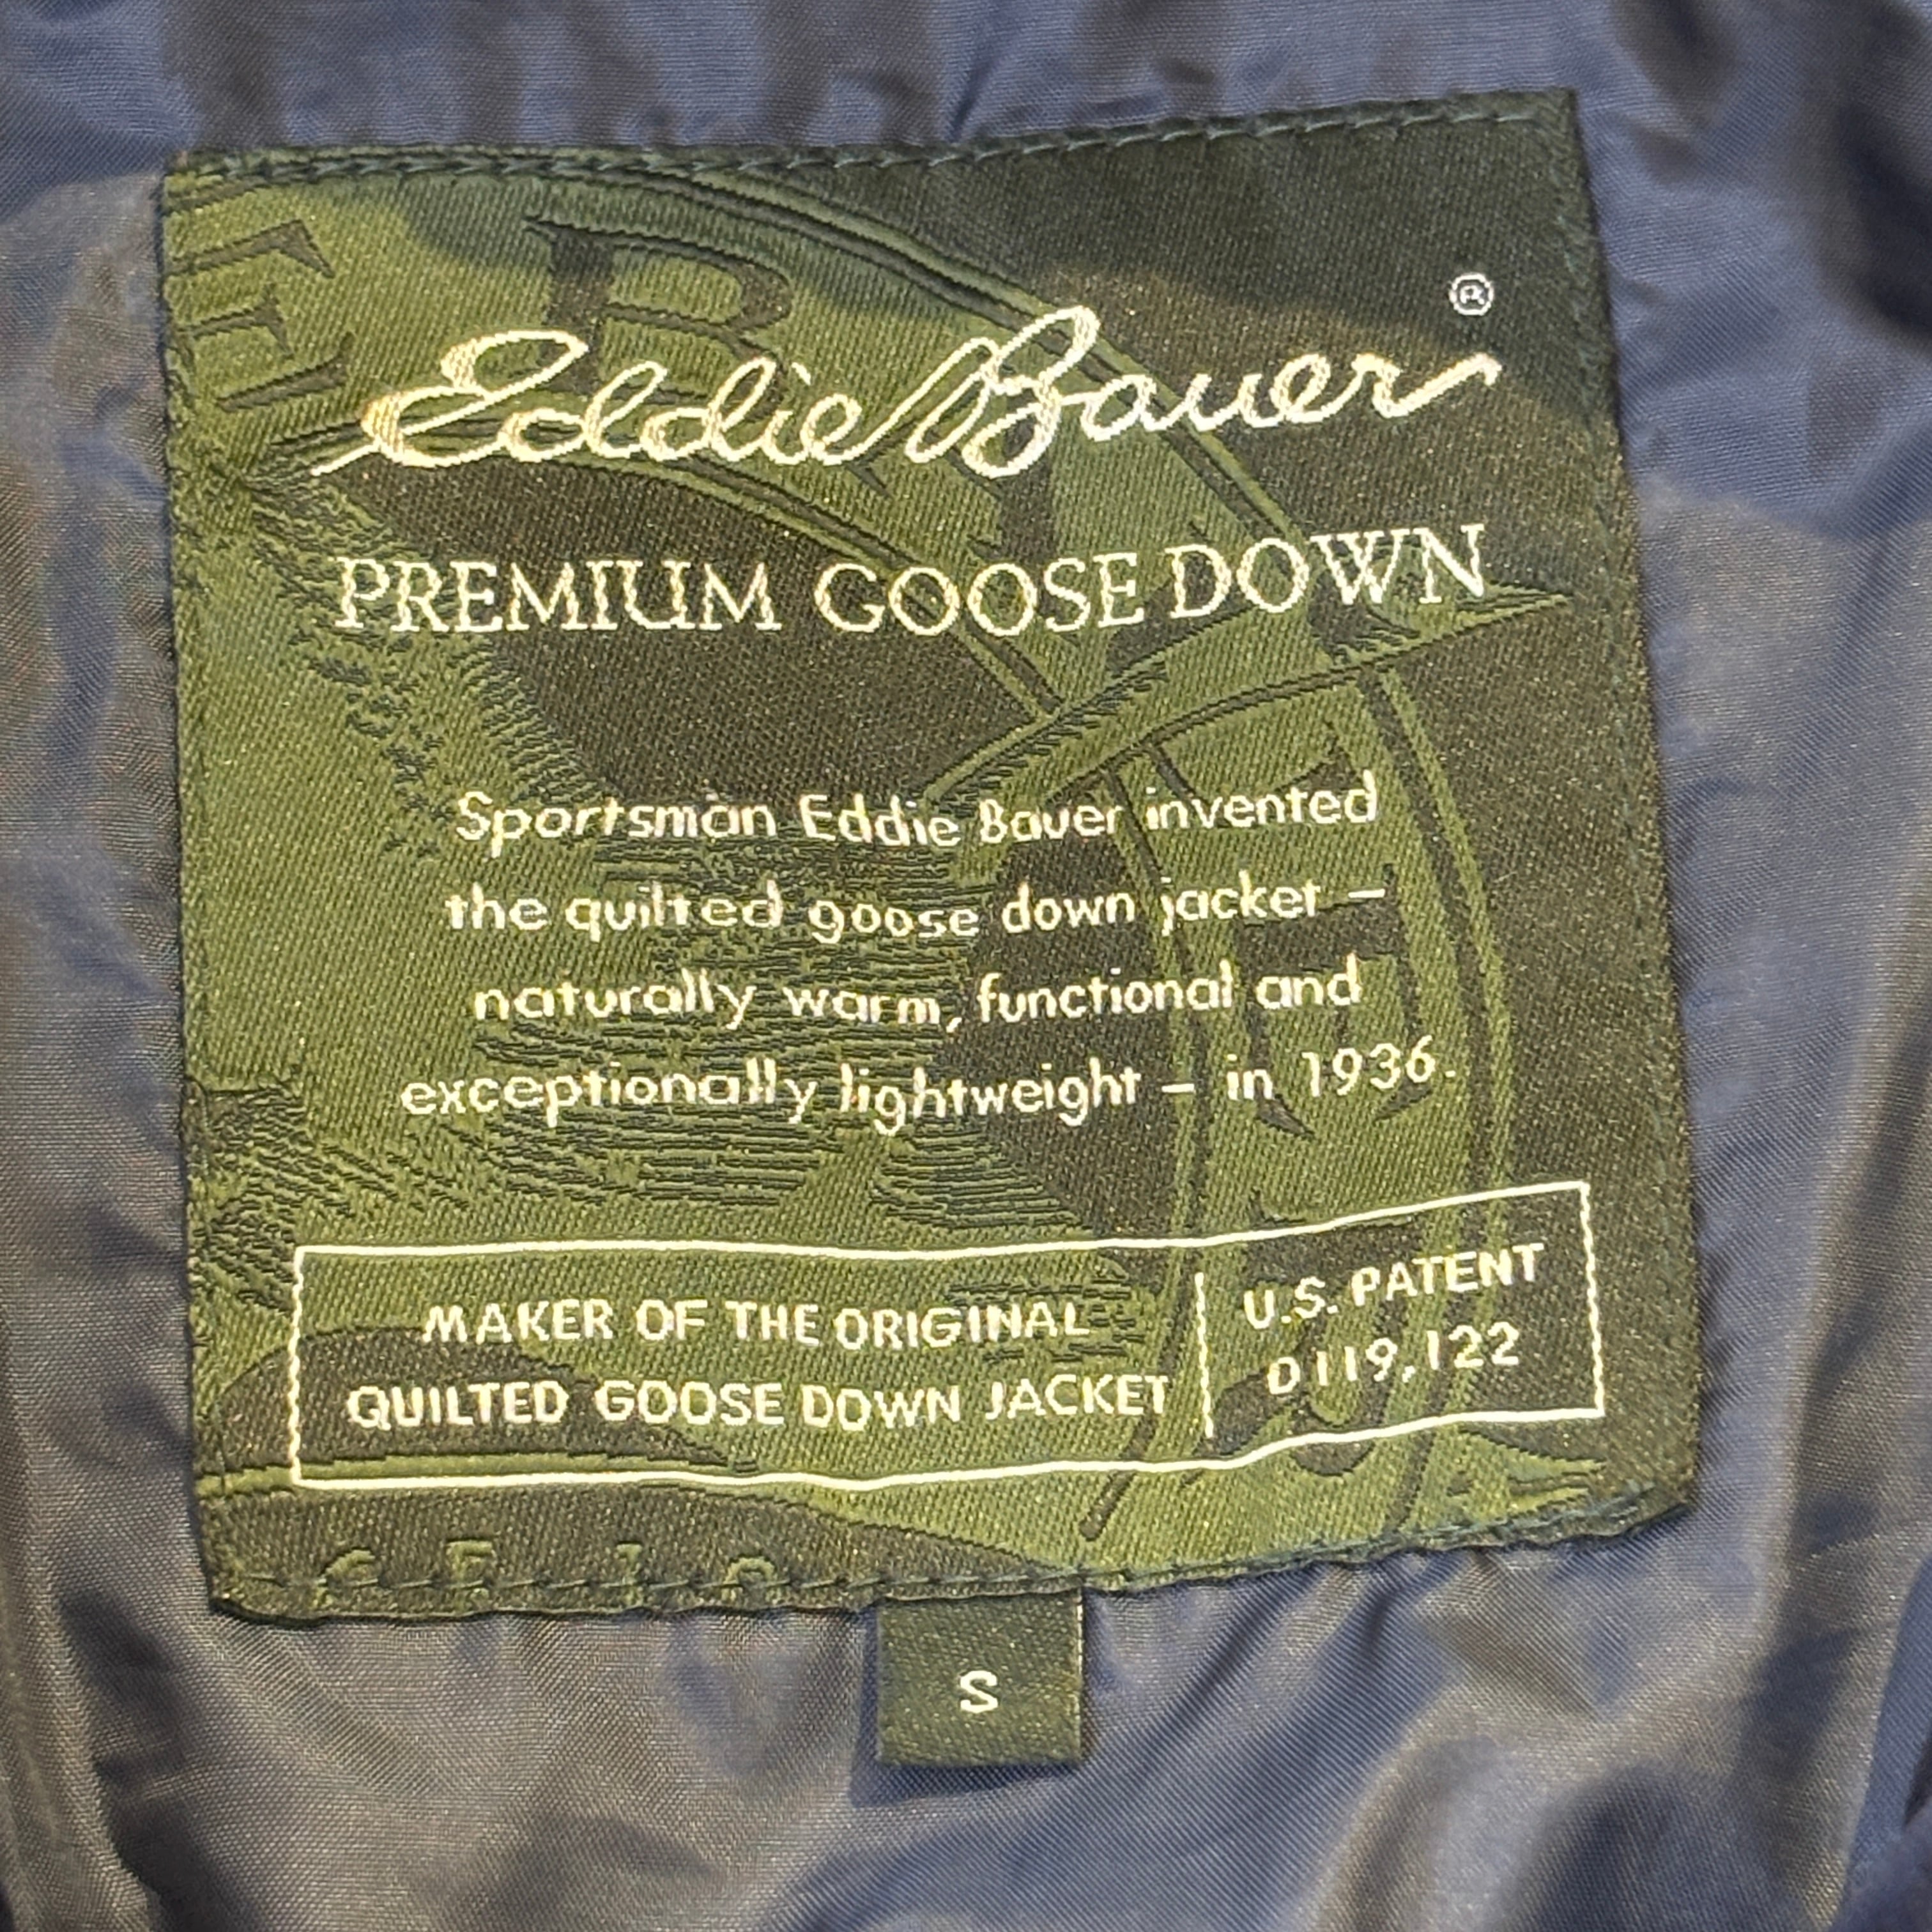 Eddie Bauer ®
PREMIUM GOOSE DOWN
Sportsman Eddie Bauer invented
the quilted goose down jacket –
naturally warm, functional and
exceptionally lightweight – in 1936.
MAKER OF THE ORIGINAL
QUILTED GOOSE DOWN JACKET
U.S. PATENT
D119,122
S